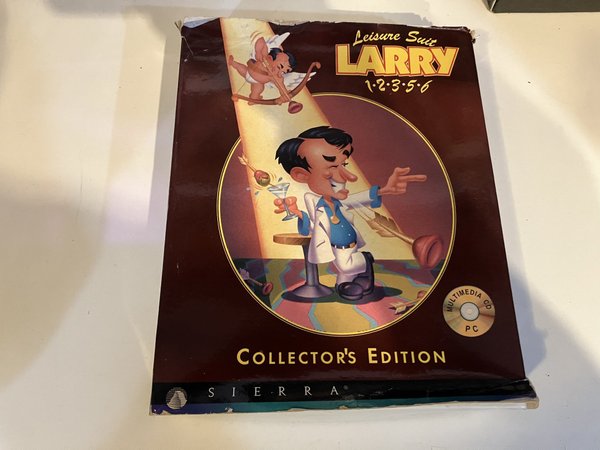 Leisure Suit
LARRY
1·2·3·5·6
MULTIMEDIA CD
PC
COLLECTOR'S EDITION
SIERRA®